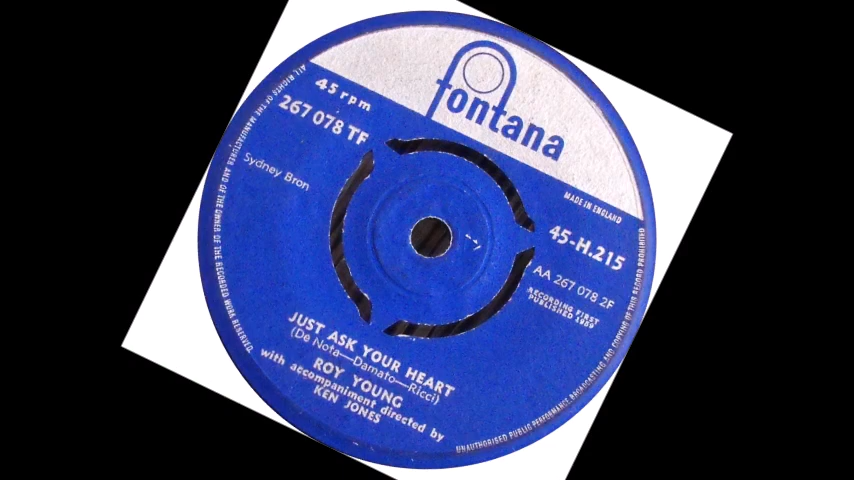 fontana
45 rpm
267 078 TF
MADE IN ENGLAND
Sydney Bron
45-H.215
AA 267 078 2F
RECORDING FIRST
PUBLISHED 1959
JUST ASK YOUR HEART
(De Nota—Damato—Ricci)
ROY YOUNG
with accompaniment directed by
KEN JONES
ALL RIGHTS OF THE MANUFACTURER AND OF THE OWNER OF THE RECORDED WORK RESERVED.
UNAUTHORISED PUBLIC PERFORMANCE, BROADCASTING AND COPYING OF THIS RECORD PROHIBITED